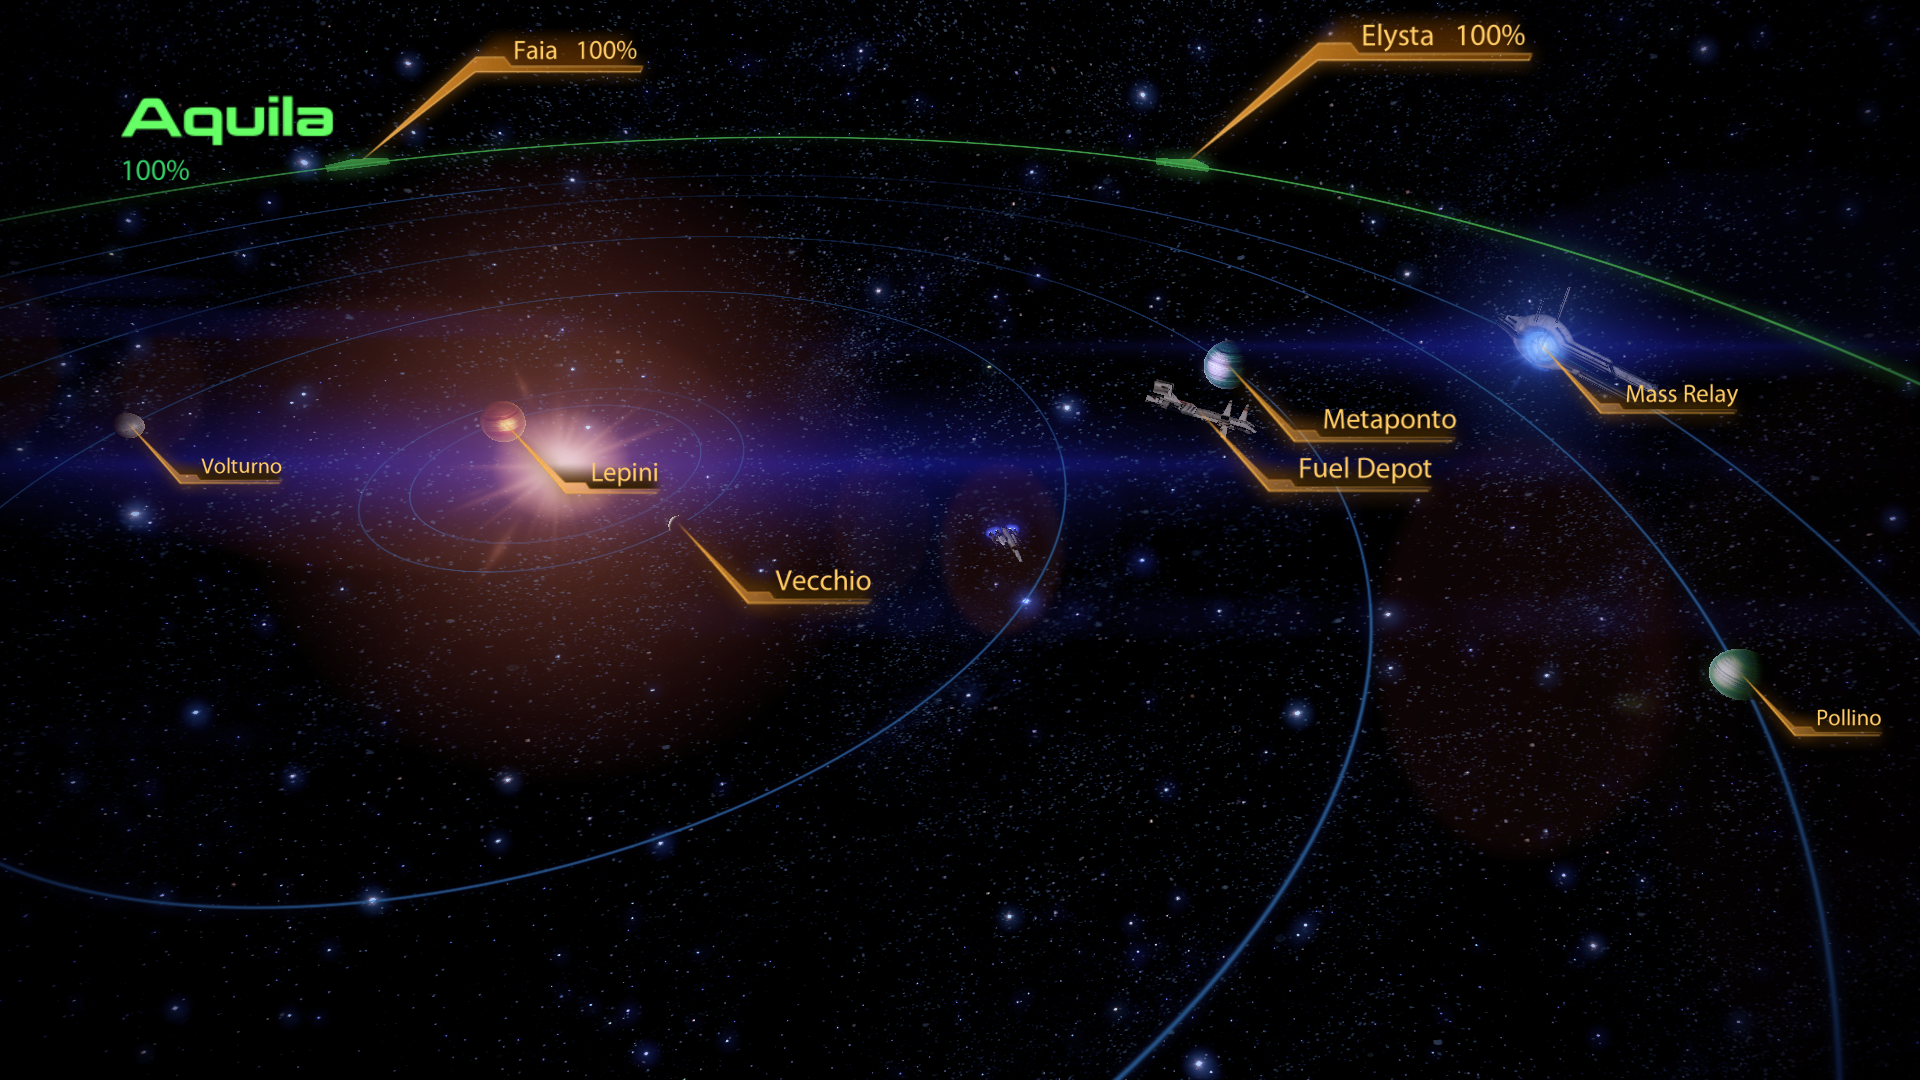 Faia 100%
Elysta 100%
Aquila
100%
Mass Relay
Metaponto
Volturno
Lepini
Fuel Depot
Vecchio
Pollino